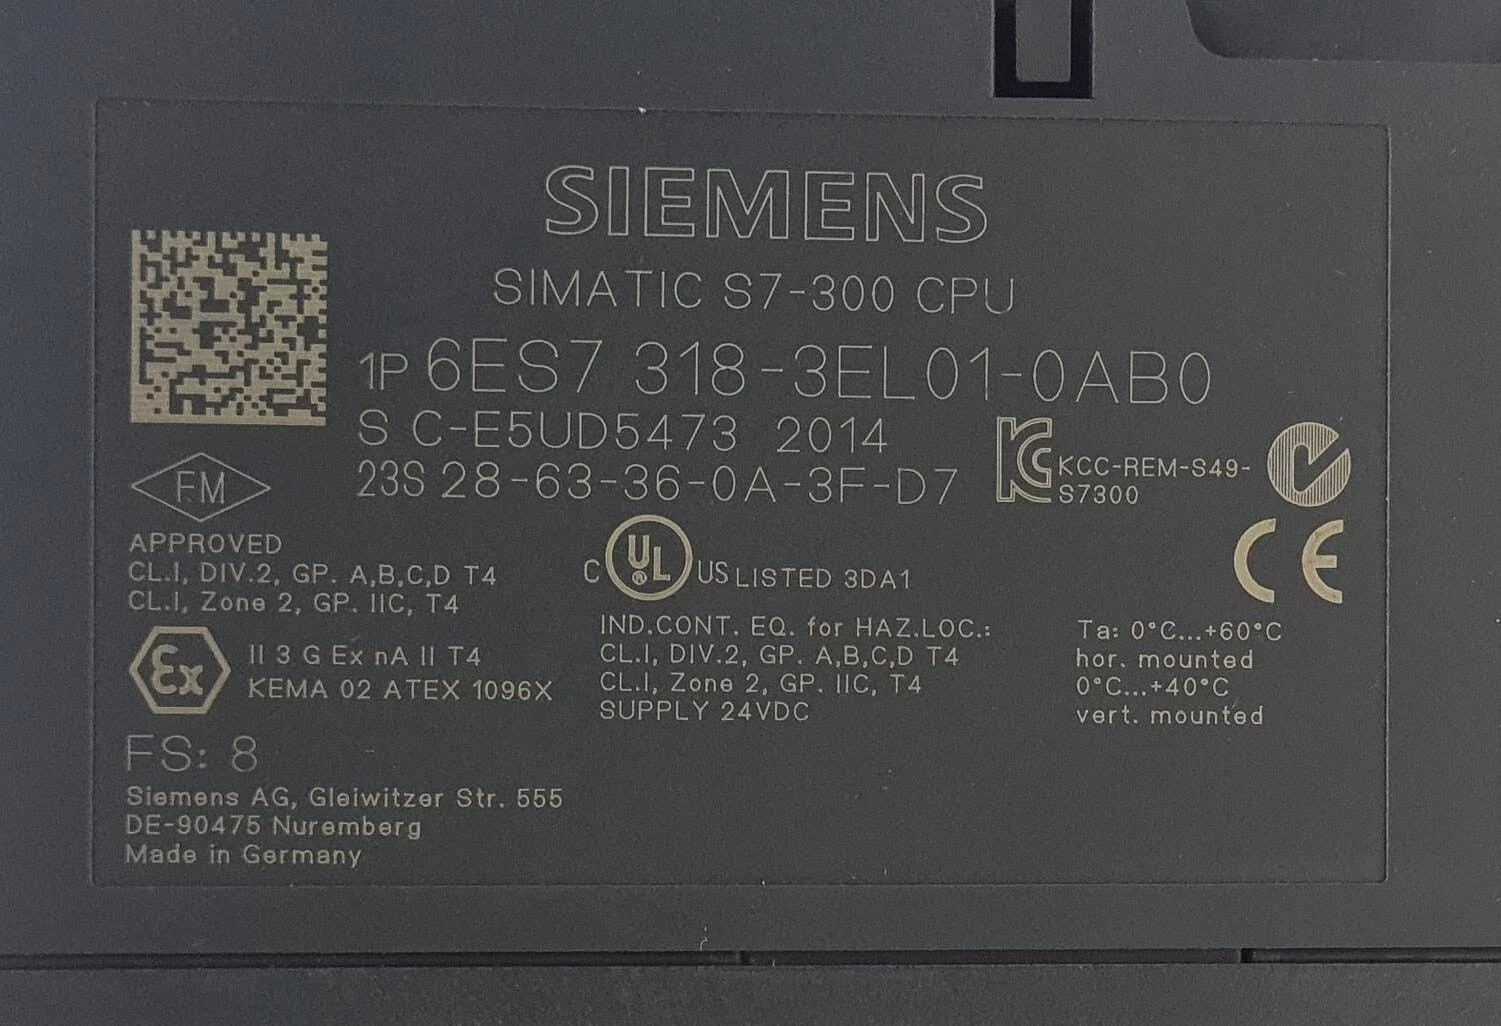 SIEMENS
SIMATIC S7-300 CPU
1P 6ES7 318-3EL01-0AB0
S C-E5UD5473 2014
23S 28-63-36-0A-3F-D7
KCC-REM-S49-
S7300
FM
APPROVED
CL.I, DIV.2, GP. A,B,C,D T4
CL.I, Zone 2, GP. IIC, T4
C UL ® US LISTED 3DA1
CE
IND.CONT. EQ. for HAZ.LOC.:
CL.I, DIV.2, GP. A,B,C,D T4
CL.I, Zone 2, GP. IIC, T4
SUPPLY 24VDC
Ta: 0°C...+60°C
hor. mounted
0°C...+40°C
vert. mounted
Ex
II 3 G Ex nA II T4
KEMA 02 ATEX 1096X
FS: 8
Siemens AG, Gleiwitzer Str. 555
DE-90475 Nuremberg
Made in Germany